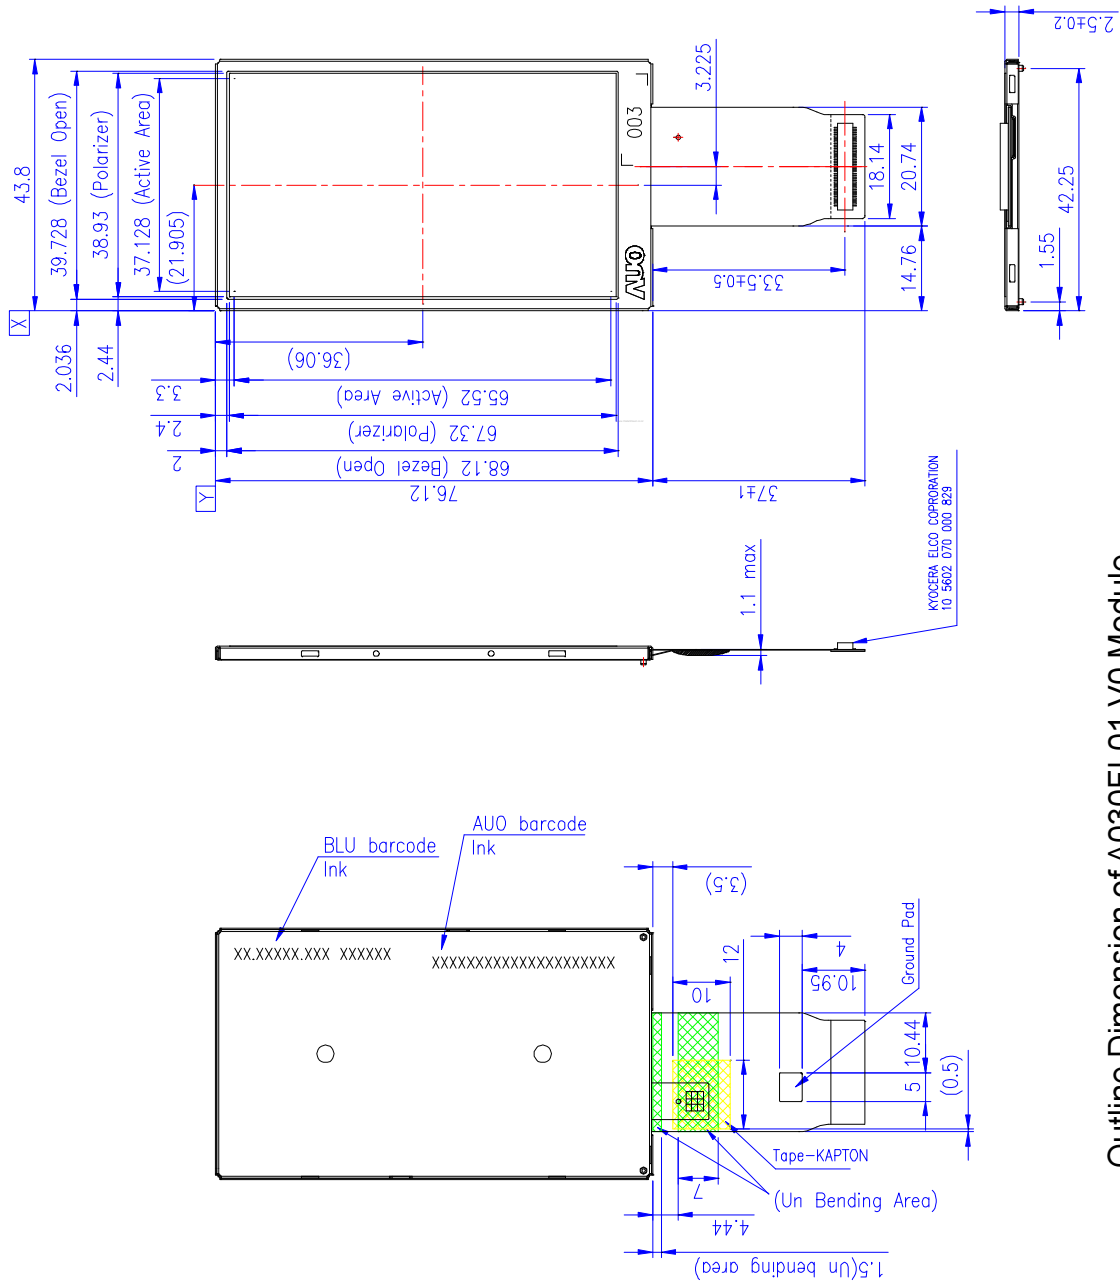 2.5±0.2
43.8
39.728 (Bezel Open)
38.93 (Polarizer)
37.128 (Active Area)
(21.905)
3.225
003
18.14
20.74
42.25
1.55
14.76
33.5±0.5
AUO
X
2.036
2.44
(36.06)
3.3
65.52 (Active Area)
2.4
67.32 (Polarizer)
2
68.12 (Bezel Open)
Y
76.12
37±1
KYOCERA ELCO COPRORATION
10 5602 070 000 829
1.1 max
AUO barcode
Ink
BLU barcode
Ink
XX.XXXXX.XXX XXXXXX
XXXXXXXXXXXXXXXXXXXXX
(3.5)
12
10
4
10.95
Ground Pad
10.44
5
(0.5)
Tape-KAPTON
7
(Un Bending Area)
4.44
1.5(Un bending area)